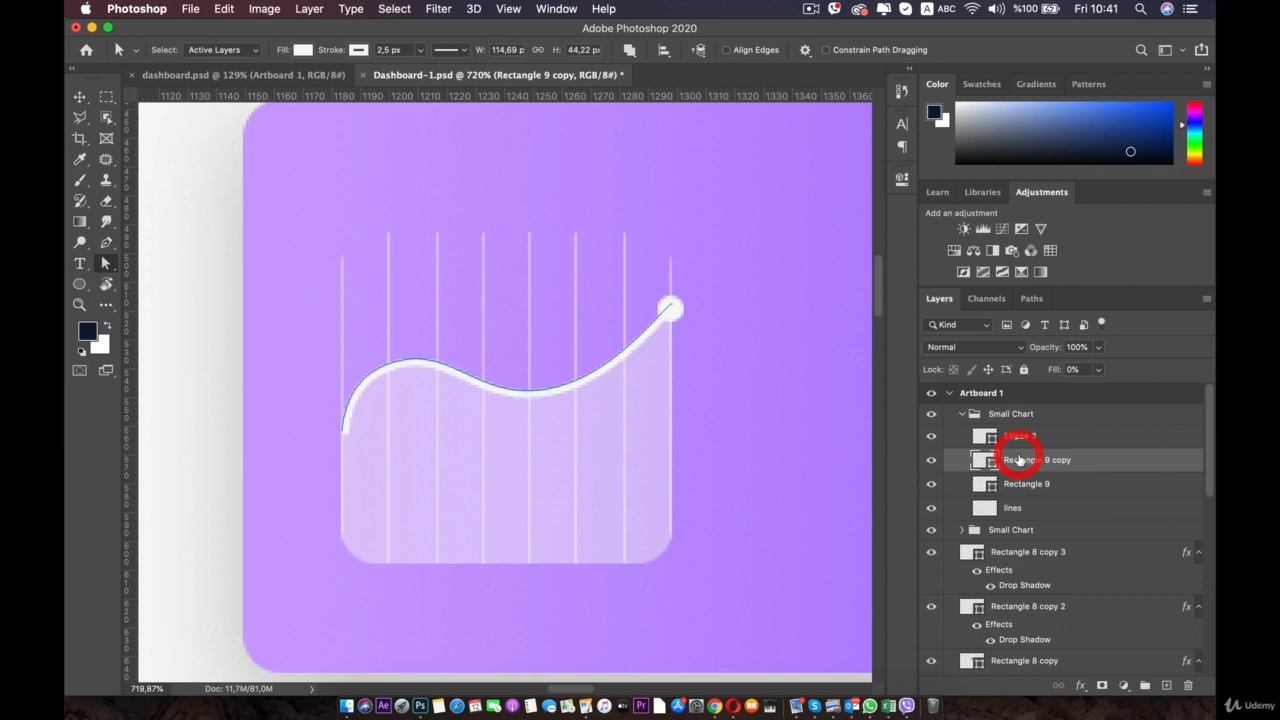 Photoshop File Edit Image Layer Type Select Filter 3D View Window Help ABC %100 Fri 10:41
Adobe Photoshop 2020
Select: Active Layers Fill: Stroke: 2,5 px W: 114,69 p H: 44,22 px Align Edges Constrain Path Dragging
dashboard.psd @ 129% (Artboard 1, RGB/8#) Dashboard-1.psd @ 720% (Rectangle 9 copy, RGB/8#) *
Color Swatches Gradients Patterns
1120 1130 1140 1150 1160 1170 1180 1190 1200 1210 1220 1230 1240 1250 1260 1270 1280 1290 1300 1310 1320 1330 1340 1350 1360
Learn Libraries Adjustments
Add an adjustment
Layers Channels Paths
Kind
Normal Opacity: 100%
Lock: Fill: 0%
Artboard 1
Small Chart
Ellipse 3
Rectangle 9 copy
Rectangle 9
lines
Small Chart
Rectangle 8 copy 3 fx
Effects
Drop Shadow
Rectangle 8 copy 2 fx
Effects
Drop Shadow
Rectangle 8 copy fx
719,87% Doc: 11,7M/81,0M
Udemy